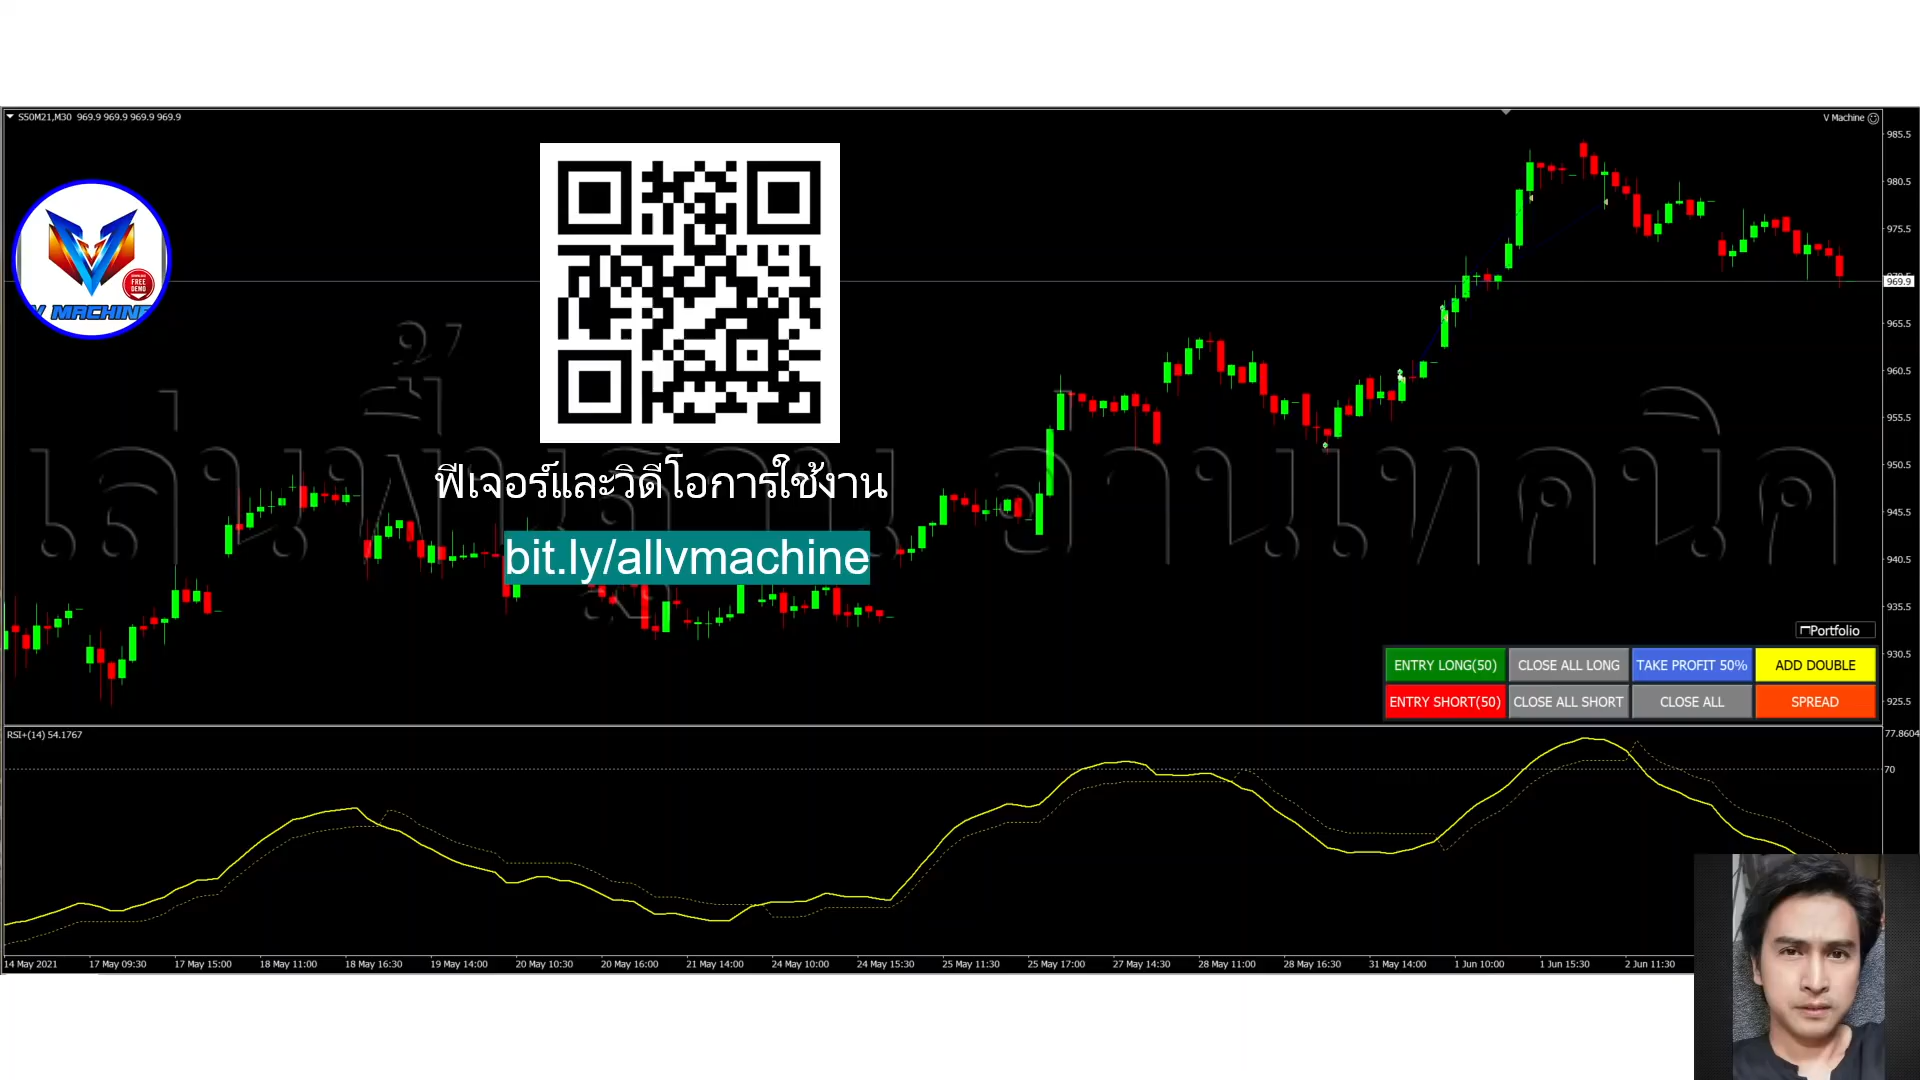 S50M21,M30 969.9 969.9 969.9 969.9
V Machine
985.5
980.5
975.5
969.9
965.5
960.5
955.5
950.5
945.5
940.5
935.5
930.5
925.5
DOWNLOAD
FREE
DEMO
V MACHINE
ฟีเจอร์และวิดีโอการใช้งาน
bit.ly/allvmachine
Portfolio
ENTRY LONG(50) CLOSE ALL LONG TAKE PROFIT 50% ADD DOUBLE
ENTRY SHORT(50) CLOSE ALL SHORT CLOSE ALL SPREAD
RSI+(14) 54.1767
77.8604
70
14 May 2021 17 May 09:30 17 May 15:00 18 May 11:00 18 May 16:30 19 May 14:00 20 May 10:30 20 May 16:00 21 May 14:00 24 May 10:00 24 May 15:30 25 May 11:30 25 May 17:00 27 May 14:30 28 May 11:00 28 May 16:30 31 May 14:00 1 Jun 10:00 1 Jun 15:30 2 Jun 11:30